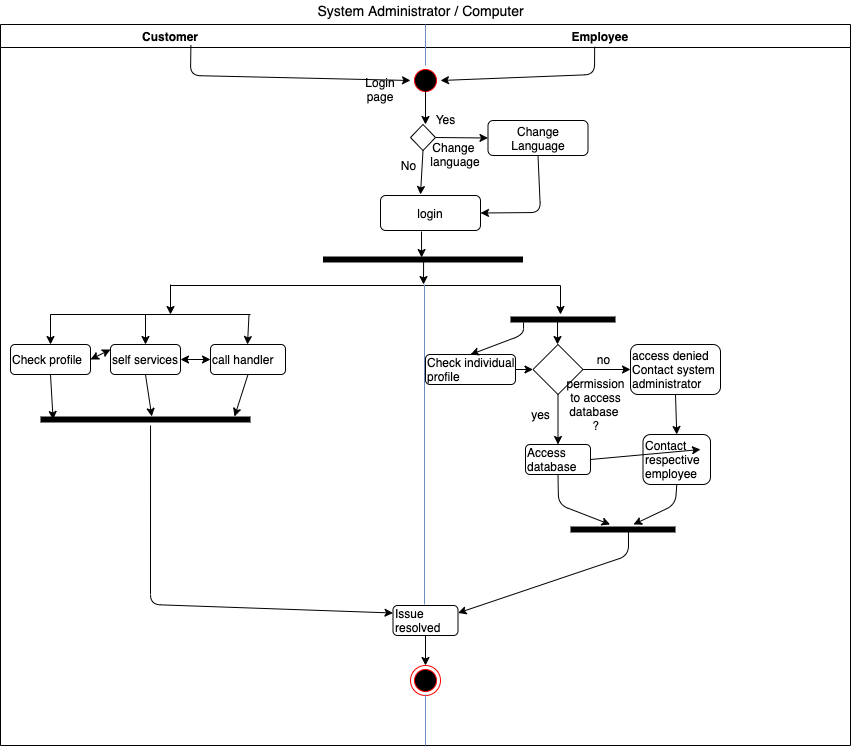 System Administrator / Computer
Customer
Employee
Login
page
Yes
Change
language
Change
Language
No
login
Check profile
self services
call handler
Check individual
profile
no
permission
to access
database
?
access denied
Contact system
administrator
yes
Access
database
Contact
respective
employee
Issue
resolved